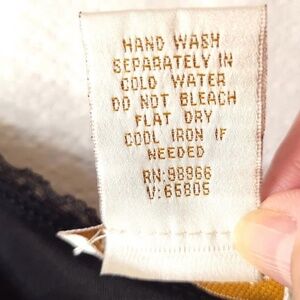 HAND WASH
SEPARATELY IN
COLD WATER
DO NOT BLEACH
FLAT DRY
COOL IRON IF
NEEDED
RN:98966
V:65805